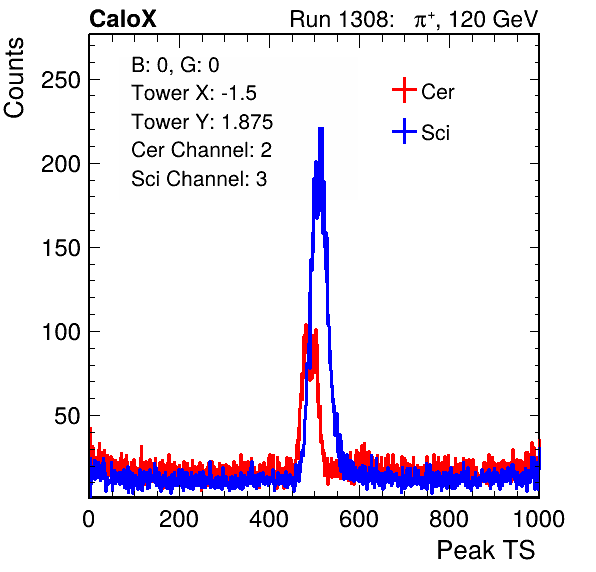 CaloX
Run 1308: π⁺, 120 GeV
Counts
B: 0, G: 0
Tower X: -1.5
Tower Y: 1.875
Cer Channel: 2
Sci Channel: 3
Cer
Sci
250
200
150
100
50
0 200 400 600 800 1000
Peak TS